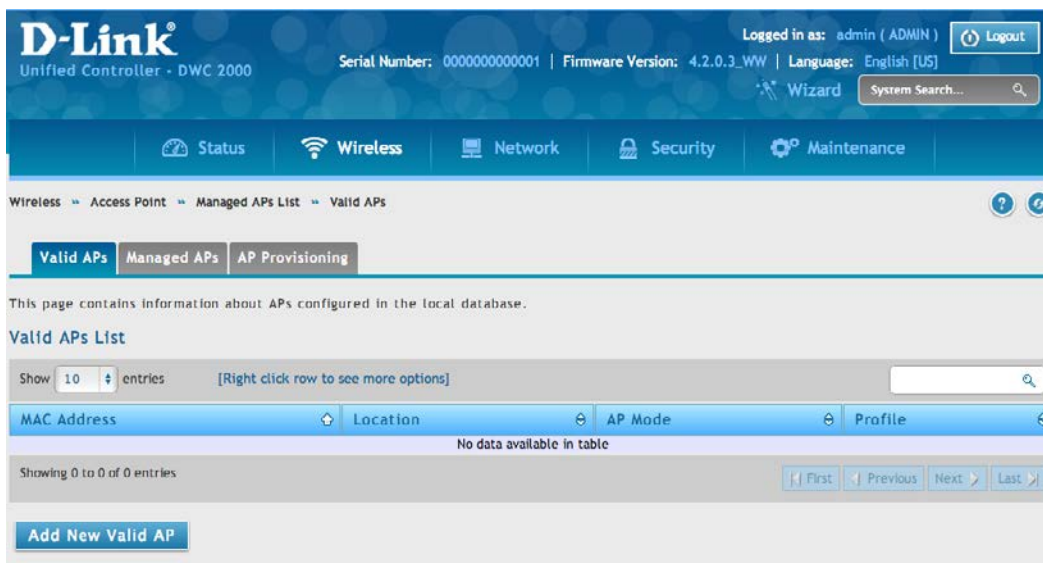 D-Link®
Unified Controller - DWC 2000
Logged in as: admin ( ADMIN ) Logout
Serial Number: 0000000000001 | Firmware Version: 4.2.0.3_WW | Language: English [US]
Wizard System Search...
Status Wireless Network Security Maintenance
Wireless » Access Point » Managed APs List » Valid APs ?
Valid APs Managed APs AP Provisioning
This page contains information about APs configured in the local database.
Valid APs List
Show 10 entries [Right click row to see more options]
MAC Address Location AP Mode Profile
No data available in table
Showing 0 to 0 of 0 entries First Previous Next Last
Add New Valid AP